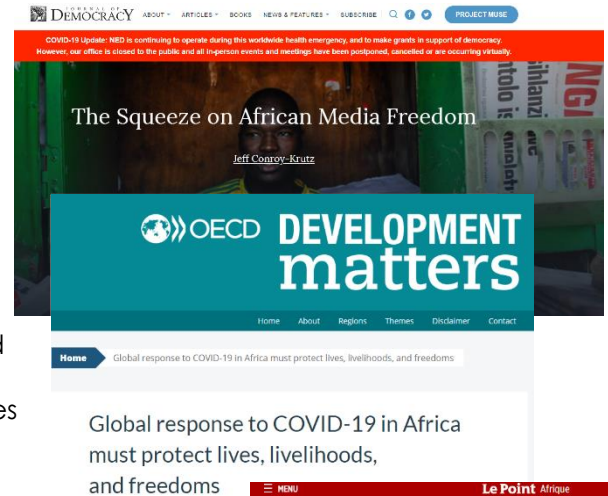 JOURNAL OF
DEMOCRACY
ABOUT ARTICLES BOOKS NEWS & FEATURES SUBSCRIBE PROJECT MUSE
COVID-19 Update: NED is continuing to operate during this worldwide health emergency, and to make grants in support of democracy.
However, our office is closed to the public and all in-person events and meetings have been postponed, cancelled or are occurring virtually.
The Squeeze on African Media Freedom
Jeff Conroy-Krutz
OECD DEVELOPMENT
matters
Home About Regions Themes Disclaimer Contact
Home Global response to COVID-19 in Africa must protect lives, livelihoods, and freedoms
es
Global response to COVID-19 in Africa
must protect lives, livelihoods,
and freedoms
MENU Le Point Afrique